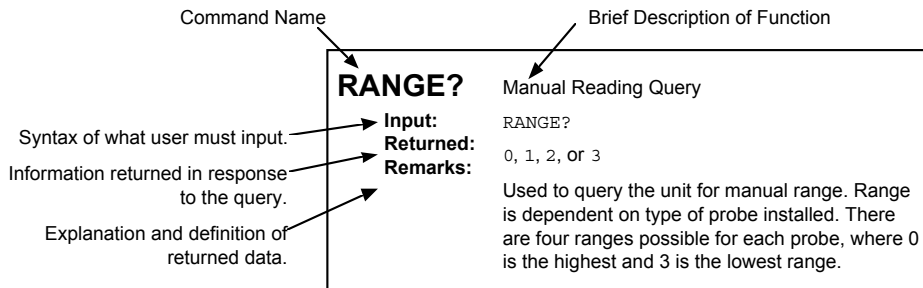 Command Name
Brief Description of Function
RANGE? Manual Reading Query
Syntax of what user must input.
Input: RANGE?
Information returned in response
to the query.
Returned: 0, 1, 2, or 3
Explanation and definition of
returned data.
Remarks: Used to query the unit for manual range. Range
is dependent on type of probe installed. There
are four ranges possible for each probe, where 0
is the highest and 3 is the lowest range.